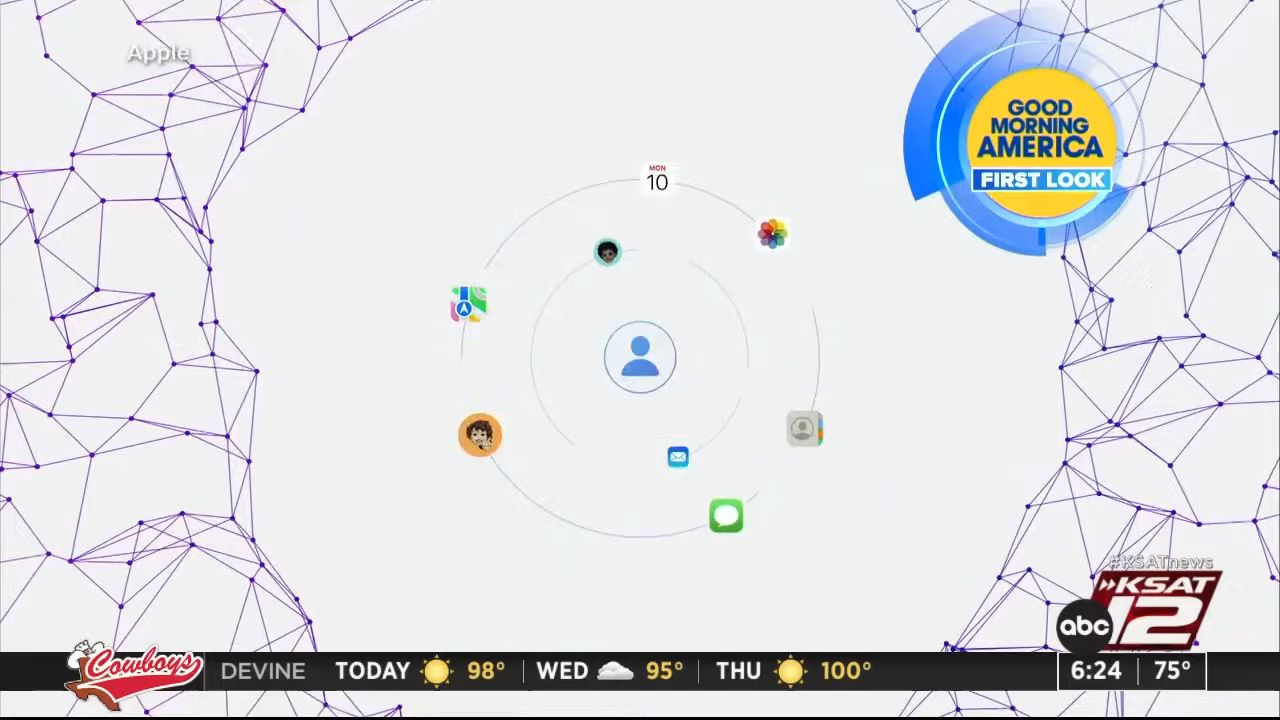 Apple
GOOD
MORNING
AMERICA
FIRST LOOK
MON
10
#KSATnews
KSAT
12
abc
Cowboys
DEVINE
TODAY 98°
WED 95°
THU 100°
6:24
75°